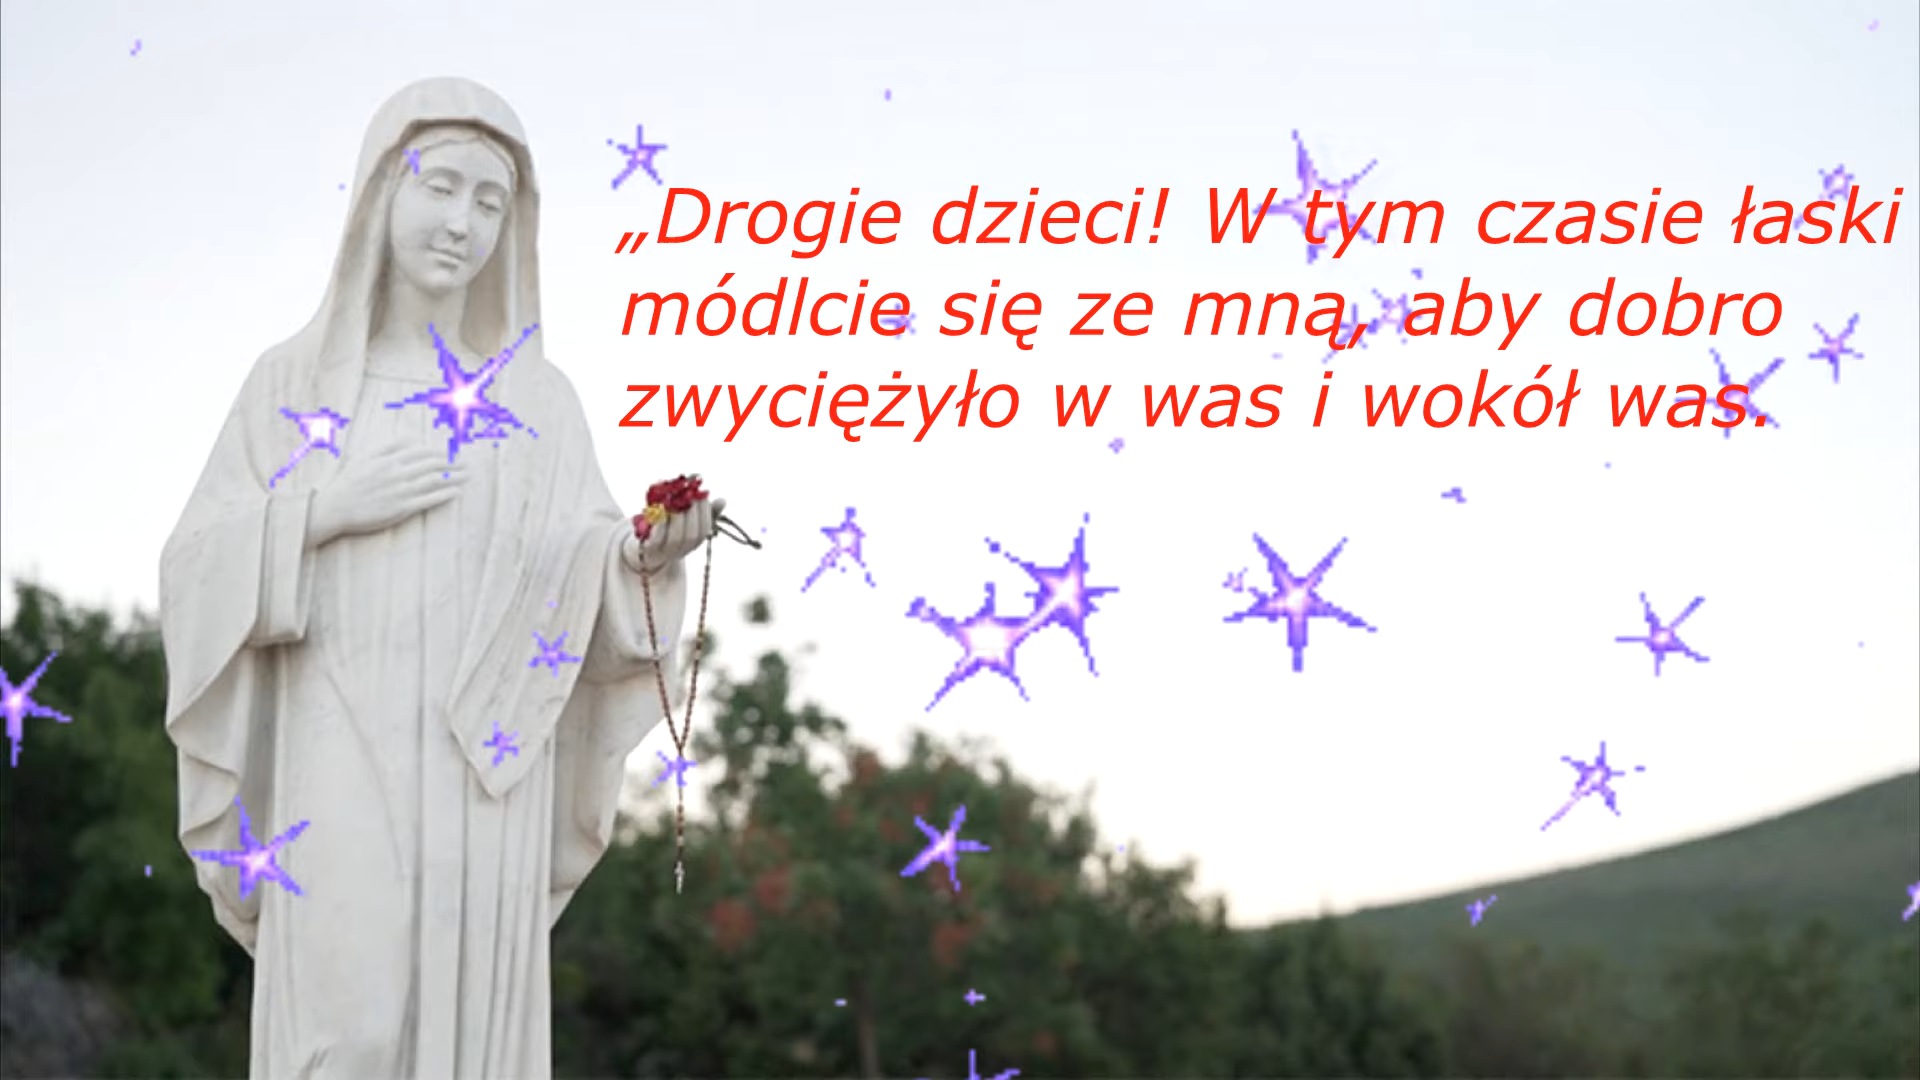 „Drogie dzieci! W tym czasie łaski
módlcie się ze mną, aby dobro
zwyciężyło w was i wokół was.